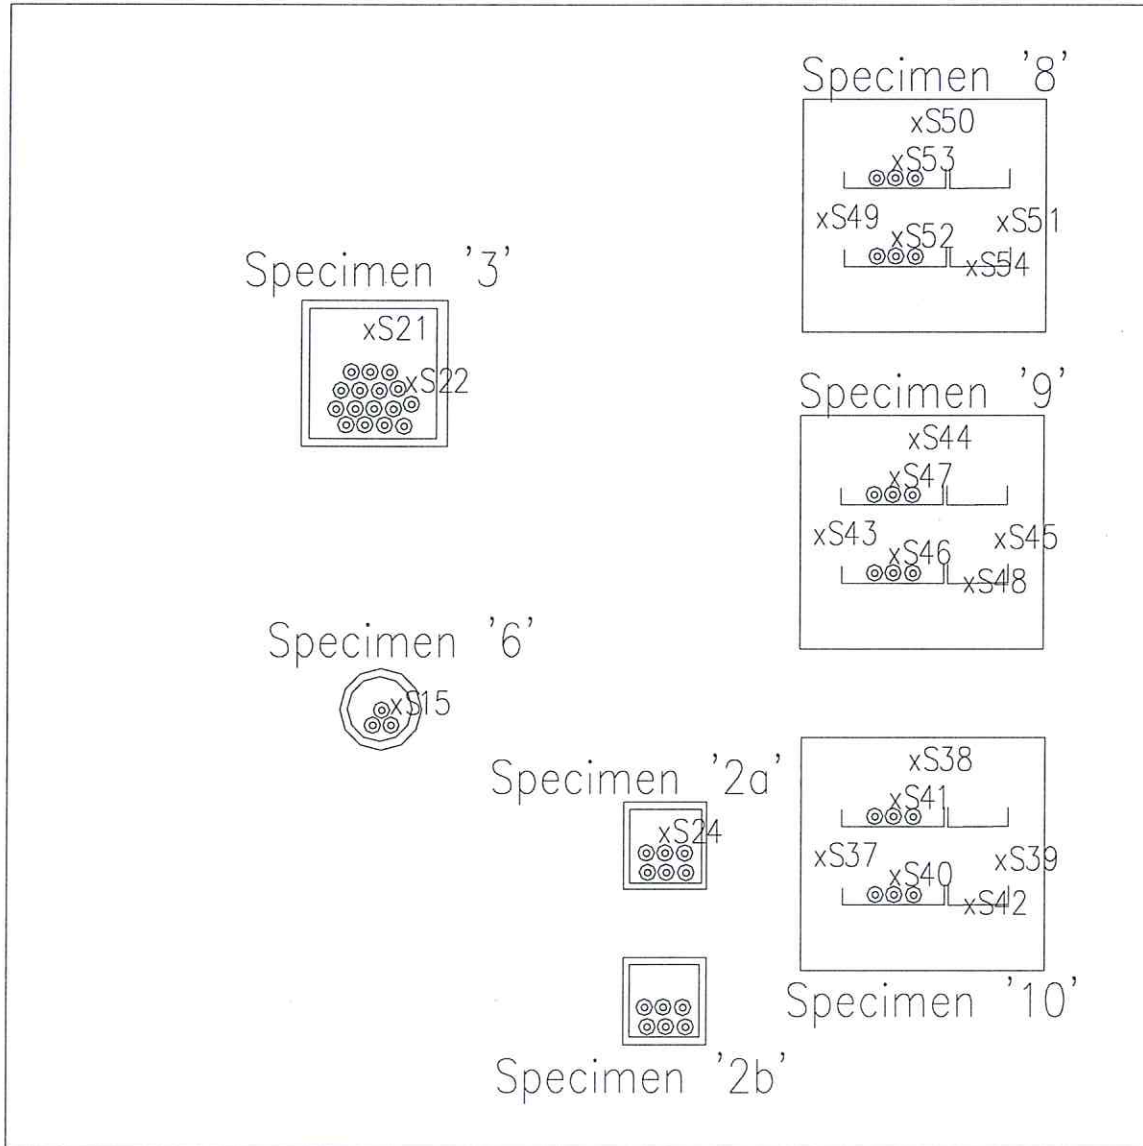 Specimen '8'
xS50
xS53
xS49
xS51
xS52
xS54
Specimen '3'
xS21
xS22
Specimen '9'
xS44
xS47
xS43
xS45
xS46
xS48
Specimen '6'
xS15
Specimen '2a'
xS24
xS38
xS41
xS37
xS39
xS40
xS42
Specimen '10'
Specimen '2b'